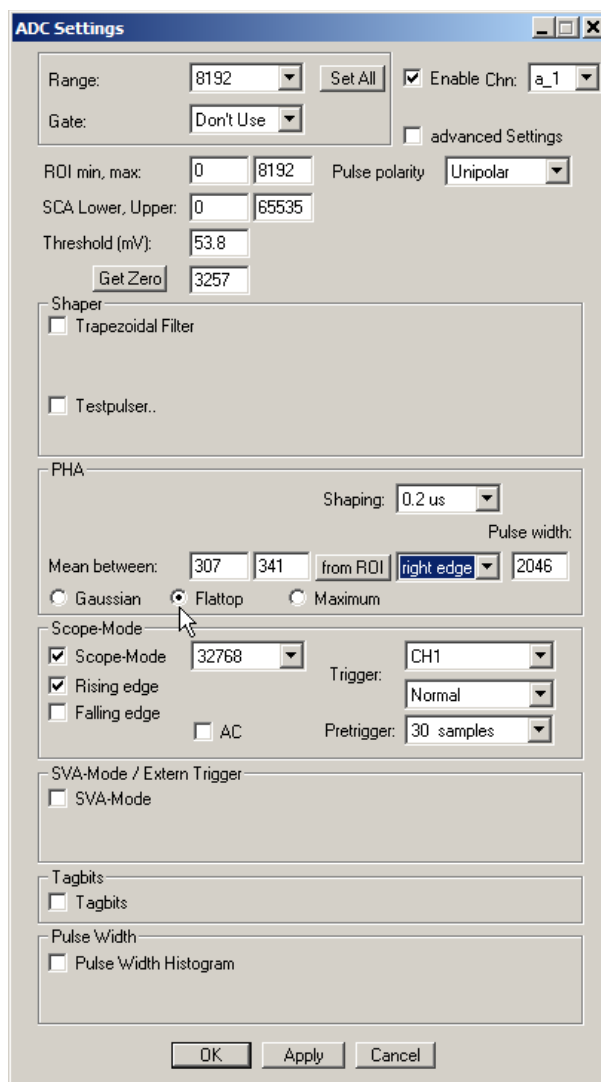 ADC Settings
Range: 8192 Set All Enable Chn: a_1
Gate: Don't Use
advanced Settings
ROI min, max: 0 8192 Pulse polarity Unipolar
SCA Lower, Upper: 0 65535
Threshold (mV): 53.8
Get Zero 3257
Shaper
Trapezoidal Filter
Testpulser..
PHA
Shaping: 0.2 us
Pulse width:
Mean between: 307 341 from ROI right edge 2046
Gaussian Flattop Maximum
Scope-Mode
Scope-Mode 32768 Trigger: CH1
Rising edge Normal
Falling edge
AC Pretrigger: 30 samples
SVA-Mode / Extern Trigger
SVA-Mode
Tagbits
Tagbits
Pulse Width
Pulse Width Histogram
OK Apply Cancel